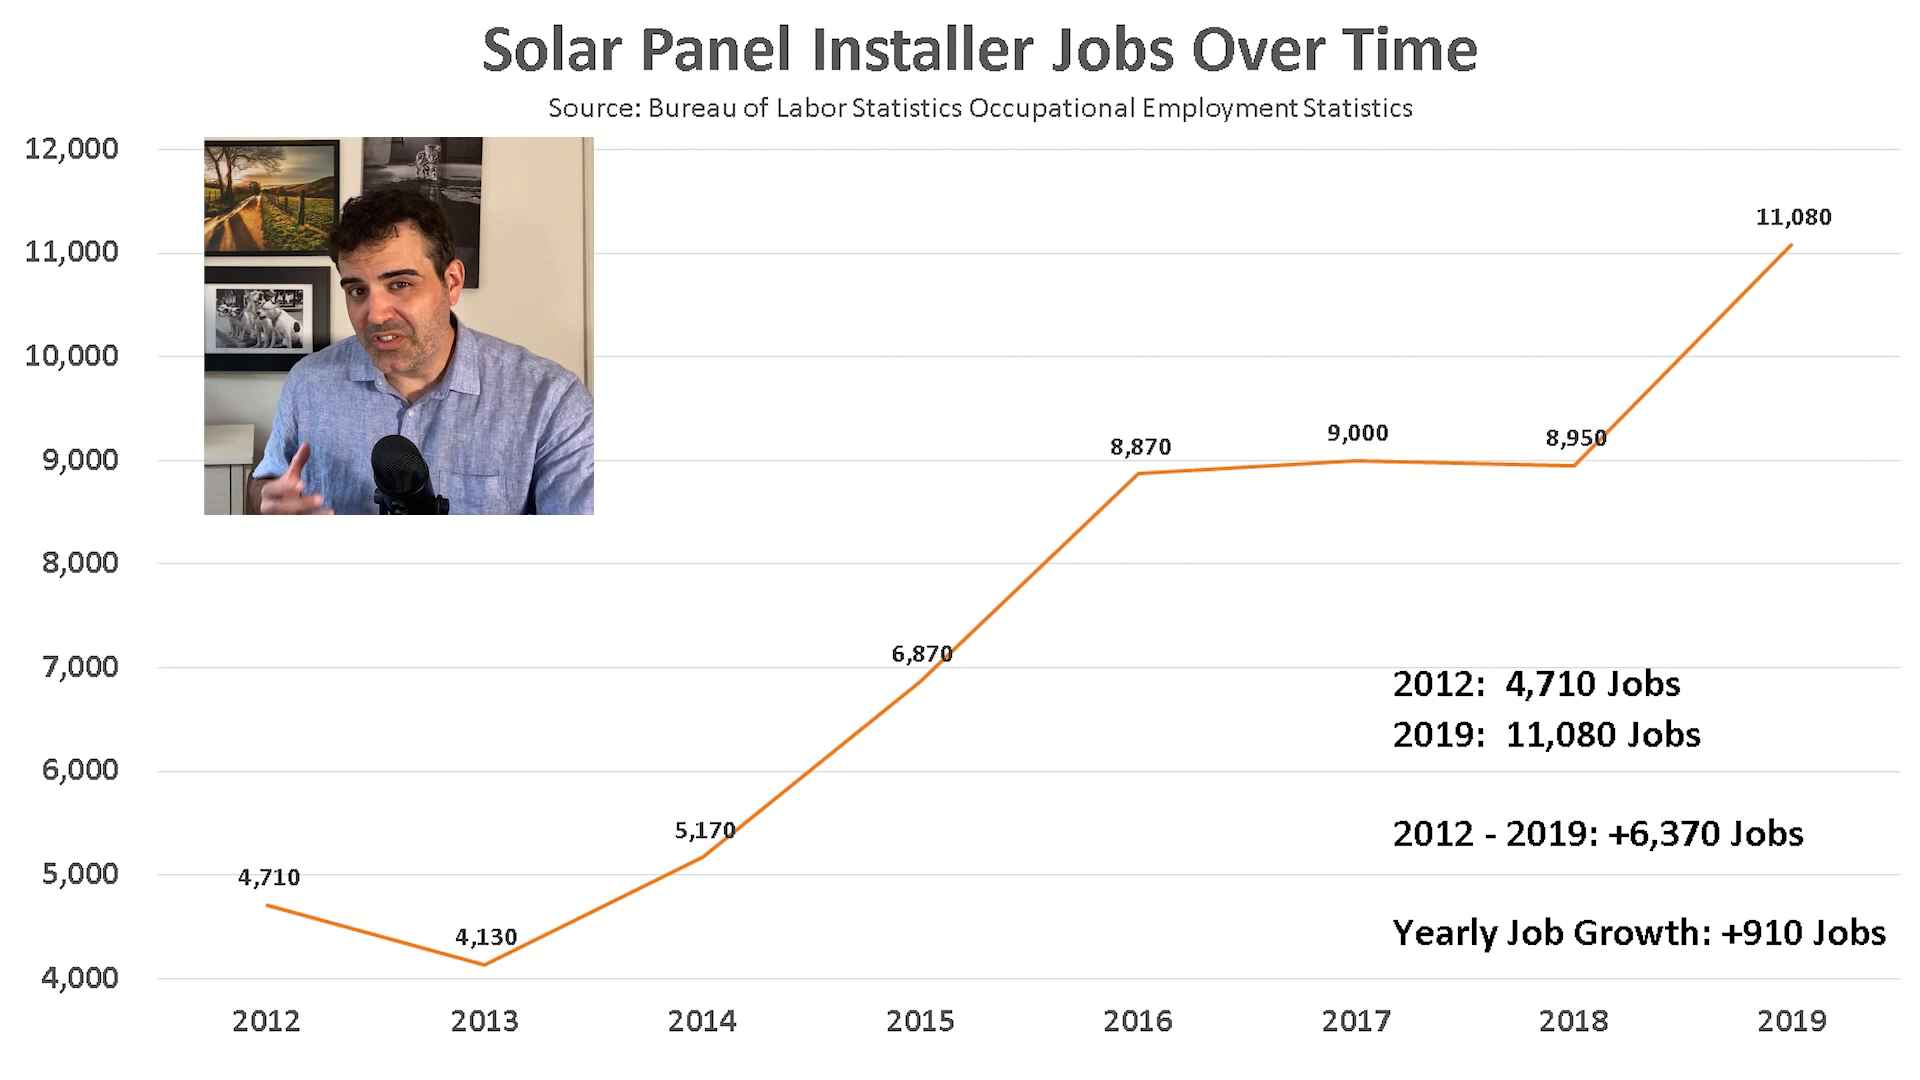 Solar Panel Installer Jobs Over Time
Source: Bureau of Labor Statistics Occupational Employment Statistics
12,000
11,000
10,000
9,000
8,000
7,000
6,000
5,000
4,000
4,710
4,130
5,170
6,870
8,870
9,000
8,950
11,080
2012: 4,710 Jobs
2019: 11,080 Jobs
2012 - 2019: +6,370 Jobs
Yearly Job Growth: +910 Jobs
2012 2013 2014 2015 2016 2017 2018 2019